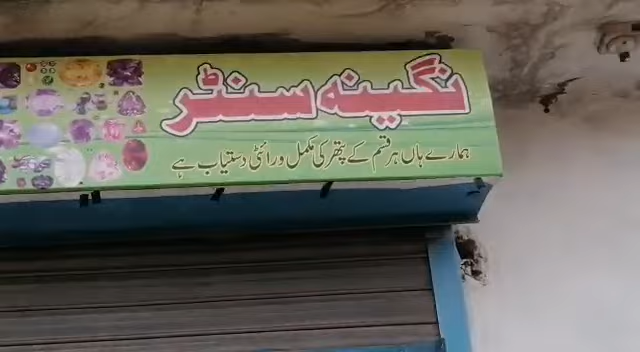 نگینہ سنٹر
ہمارے ہاں ہر قسم کے پتھر کی مکمل ورائٹی دستیاب ہے